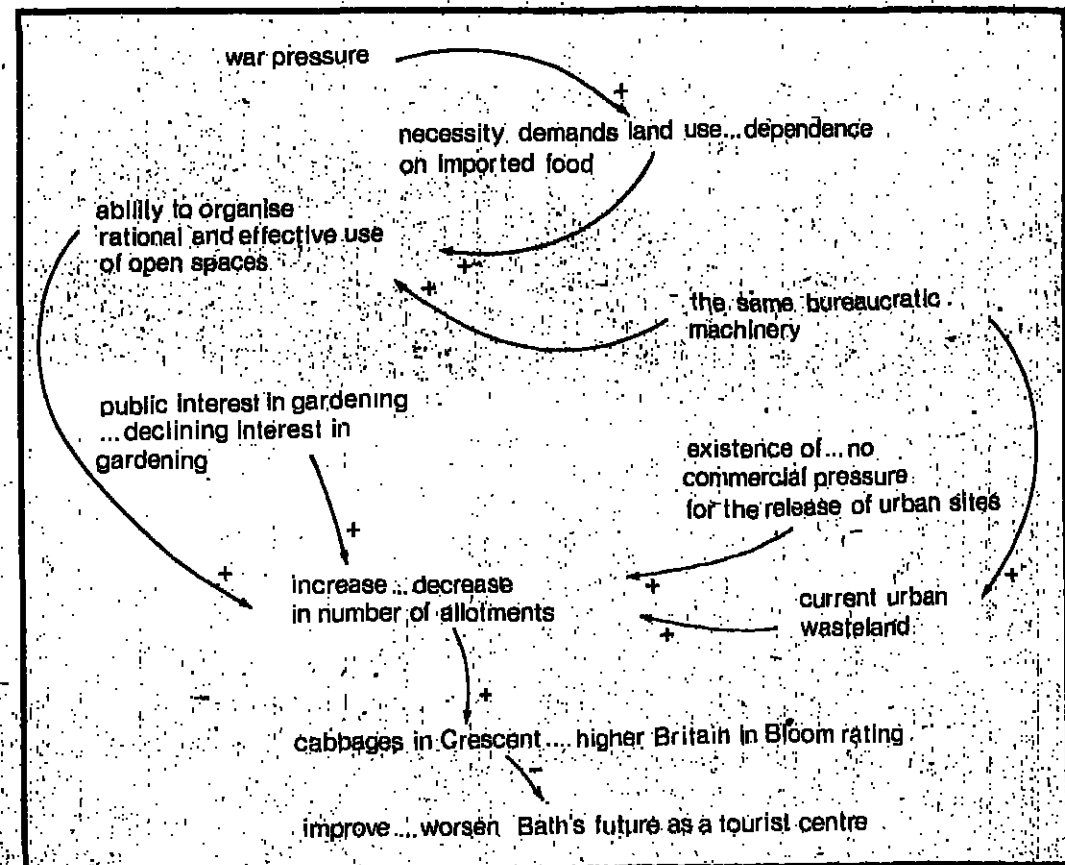 war pressure
+
necessity demands land use...dependence
on imported food
ability to organise
rational and effective use
of open spaces
+
+
the same bureaucratic
machinery
public interest in gardening
...declining interest in
gardening
existence of...no
commercial pressure
for the release of urban sites
+
+
increase...decrease
in number of allotments
+
+
current urban
wasteland
+
+
cabbages in Crescent....higher Britain in Bloom rating
-
improve....worsen Bath's future as a tourist centre